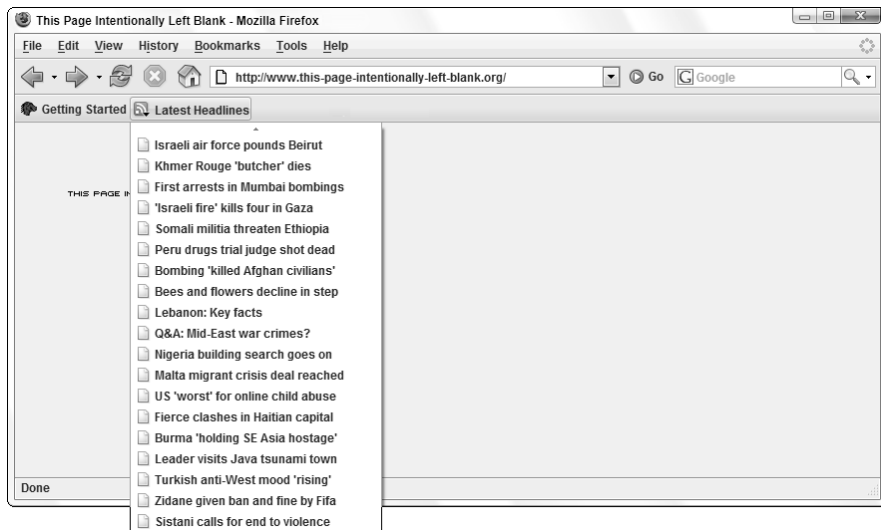 This Page Intentionally Left Blank - Mozilla Firefox
File Edit View History Bookmarks Tools Help
http://www.this-page-intentionally-left-blank.org/ Go G Google
Getting Started Latest Headlines
THIS PAGE IN
Israeli air force pounds Beirut
Khmer Rouge 'butcher' dies
First arrests in Mumbai bombings
'Israeli fire' kills four in Gaza
Somali militia threaten Ethiopia
Peru drugs trial judge shot dead
Bombing 'killed Afghan civilians'
Bees and flowers decline in step
Lebanon: Key facts
Q&A: Mid-East war crimes?
Nigeria building search goes on
Malta migrant crisis deal reached
US 'worst' for online child abuse
Fierce clashes in Haitian capital
Burma 'holding SE Asia hostage'
Leader visits Java tsunami town
Turkish anti-West mood 'rising'
Zidane given ban and fine by Fifa
Sistani calls for end to violence
Done